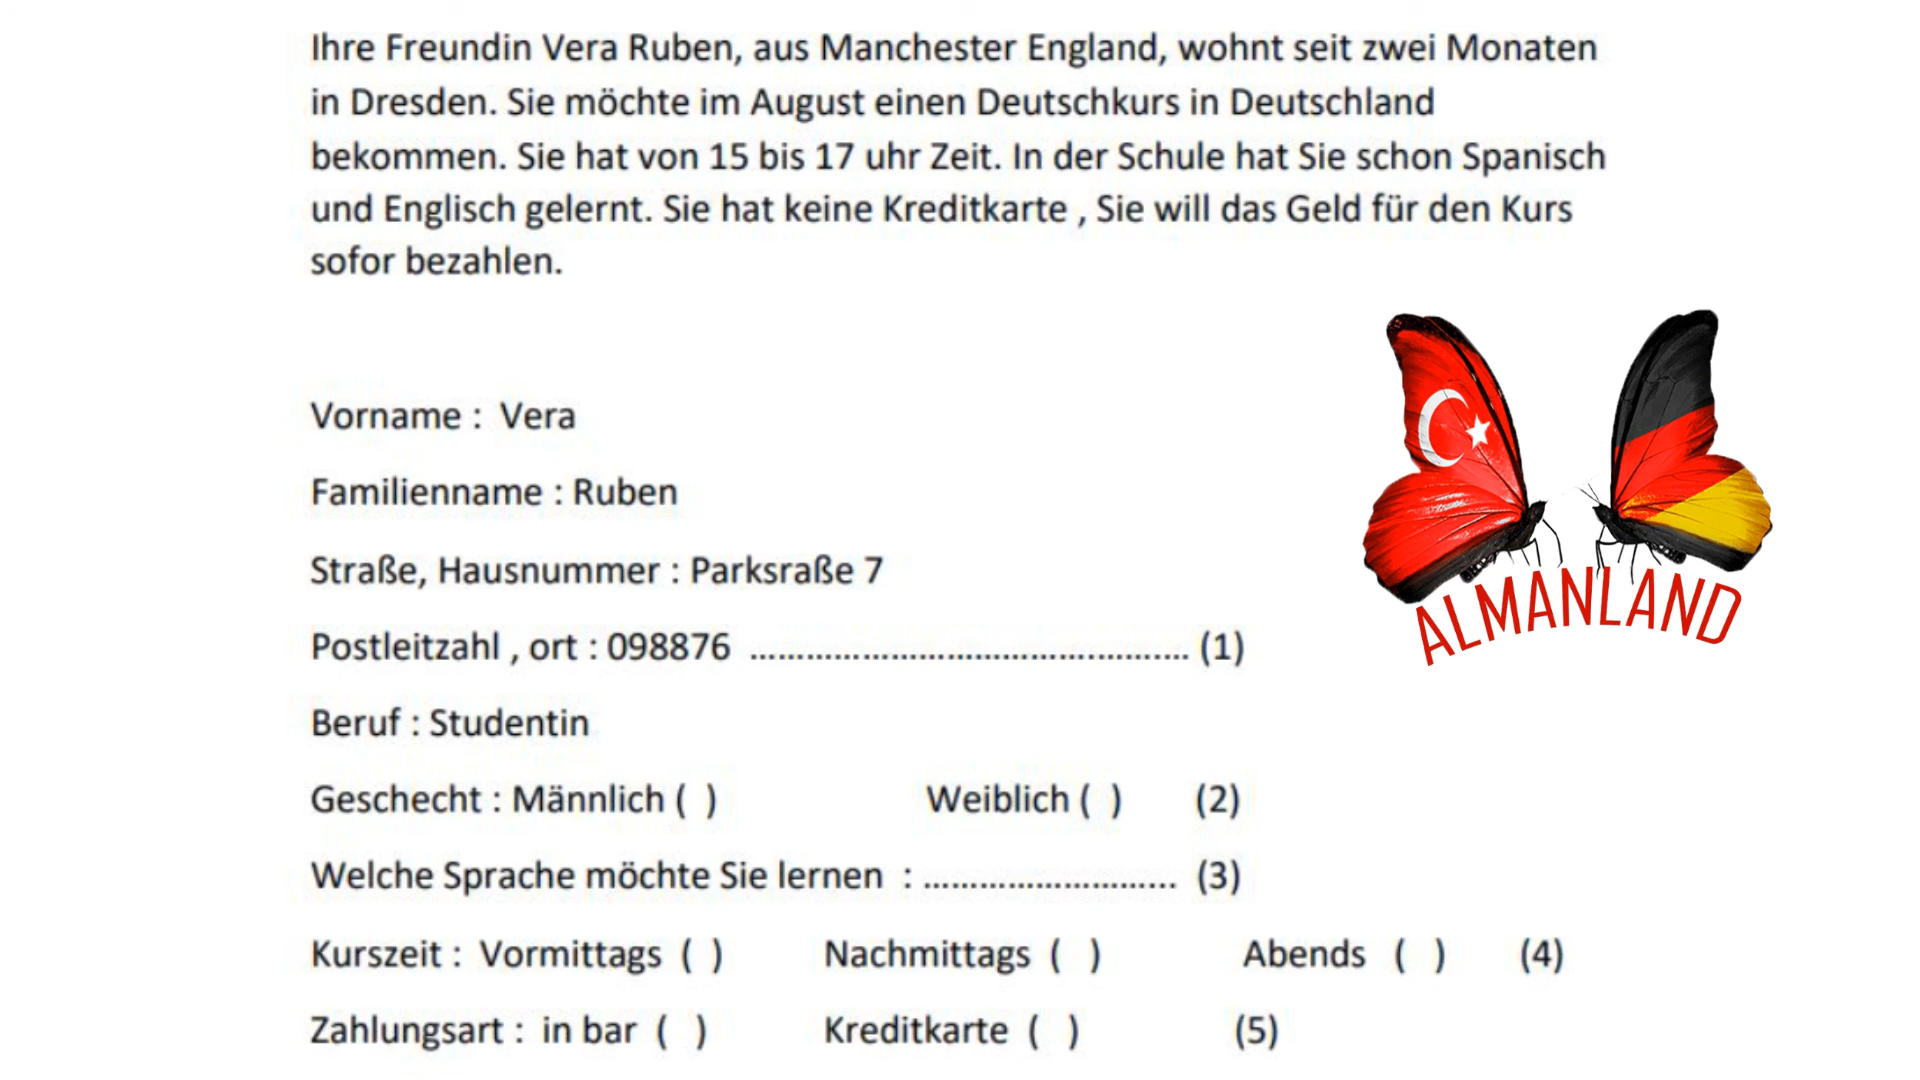 Ihre Freundin Vera Ruben, aus Manchester England, wohnt seit zwei Monaten
in Dresden. Sie möchte im August einen Deutschkurs in Deutschland
bekommen. Sie hat von 15 bis 17 uhr Zeit. In der Schule hat Sie schon Spanisch
und Englisch gelernt. Sie hat keine Kreditkarte , Sie will das Geld für den Kurs
sofor bezahlen.
Vorname : Vera
Familienname : Ruben
Straße, Hausnummer : Parksraße 7
Postleitzahl , ort : 098876 ................................................ (1)
Beruf : Studentin
Geschecht : Männlich ( ) Weiblich ( ) (2)
Welche Sprache möchte Sie lernen : ........................... (3)
Kurszeit : Vormittags ( ) Nachmittags ( ) Abends ( ) (4)
Zahlungsart : in bar ( ) Kreditkarte ( ) (5)
ALMANLAND